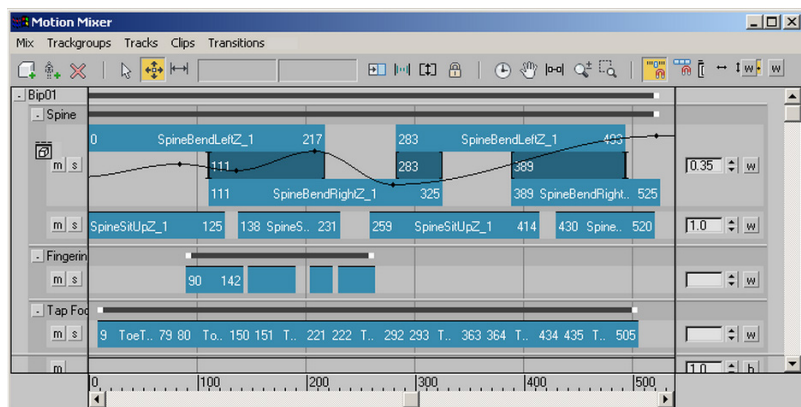 Motion Mixer
Mix Trackgroups Tracks Clips Transitions
w w
Bip01
Spine
0 SpineBendLeftZ_1 217 283 SpineBendLeftZ_1 493
m s 111 283 389 0.35 w
111 SpineBendRightZ_1 325 389 SpineBendRight.. 525
m s SpineSitUpZ_1 125 138 SpineS.. 231 259 SpineSitUpZ_1 414 430 Spine.. 520 1.0 w
Fingerin
m s 90 142 w
Tap Foo
m s 9 ToeT.. 79 80 To.. 150 151 T.. 221 222 T.. 292 293 T.. 363 364 T.. 434 435 T.. 505 w
m 1.0 h
0 100 200 300 400 500